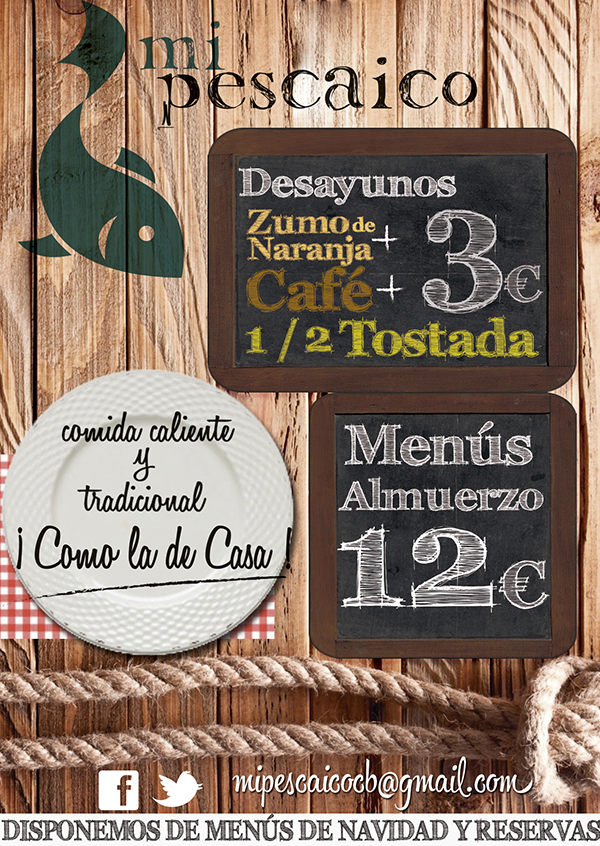 mi
pescaico
Desayunos
Zumo de
Naranja +
Café +
3€
1/2 Tostada
comida caliente
y
tradicional
¡Como la de Casa!
Menús
Almuerzo
12€
f
mipescaicocb@gmail.com
DISPONEMOS DE MENÚS DE NAVIDAD Y RESERVAS